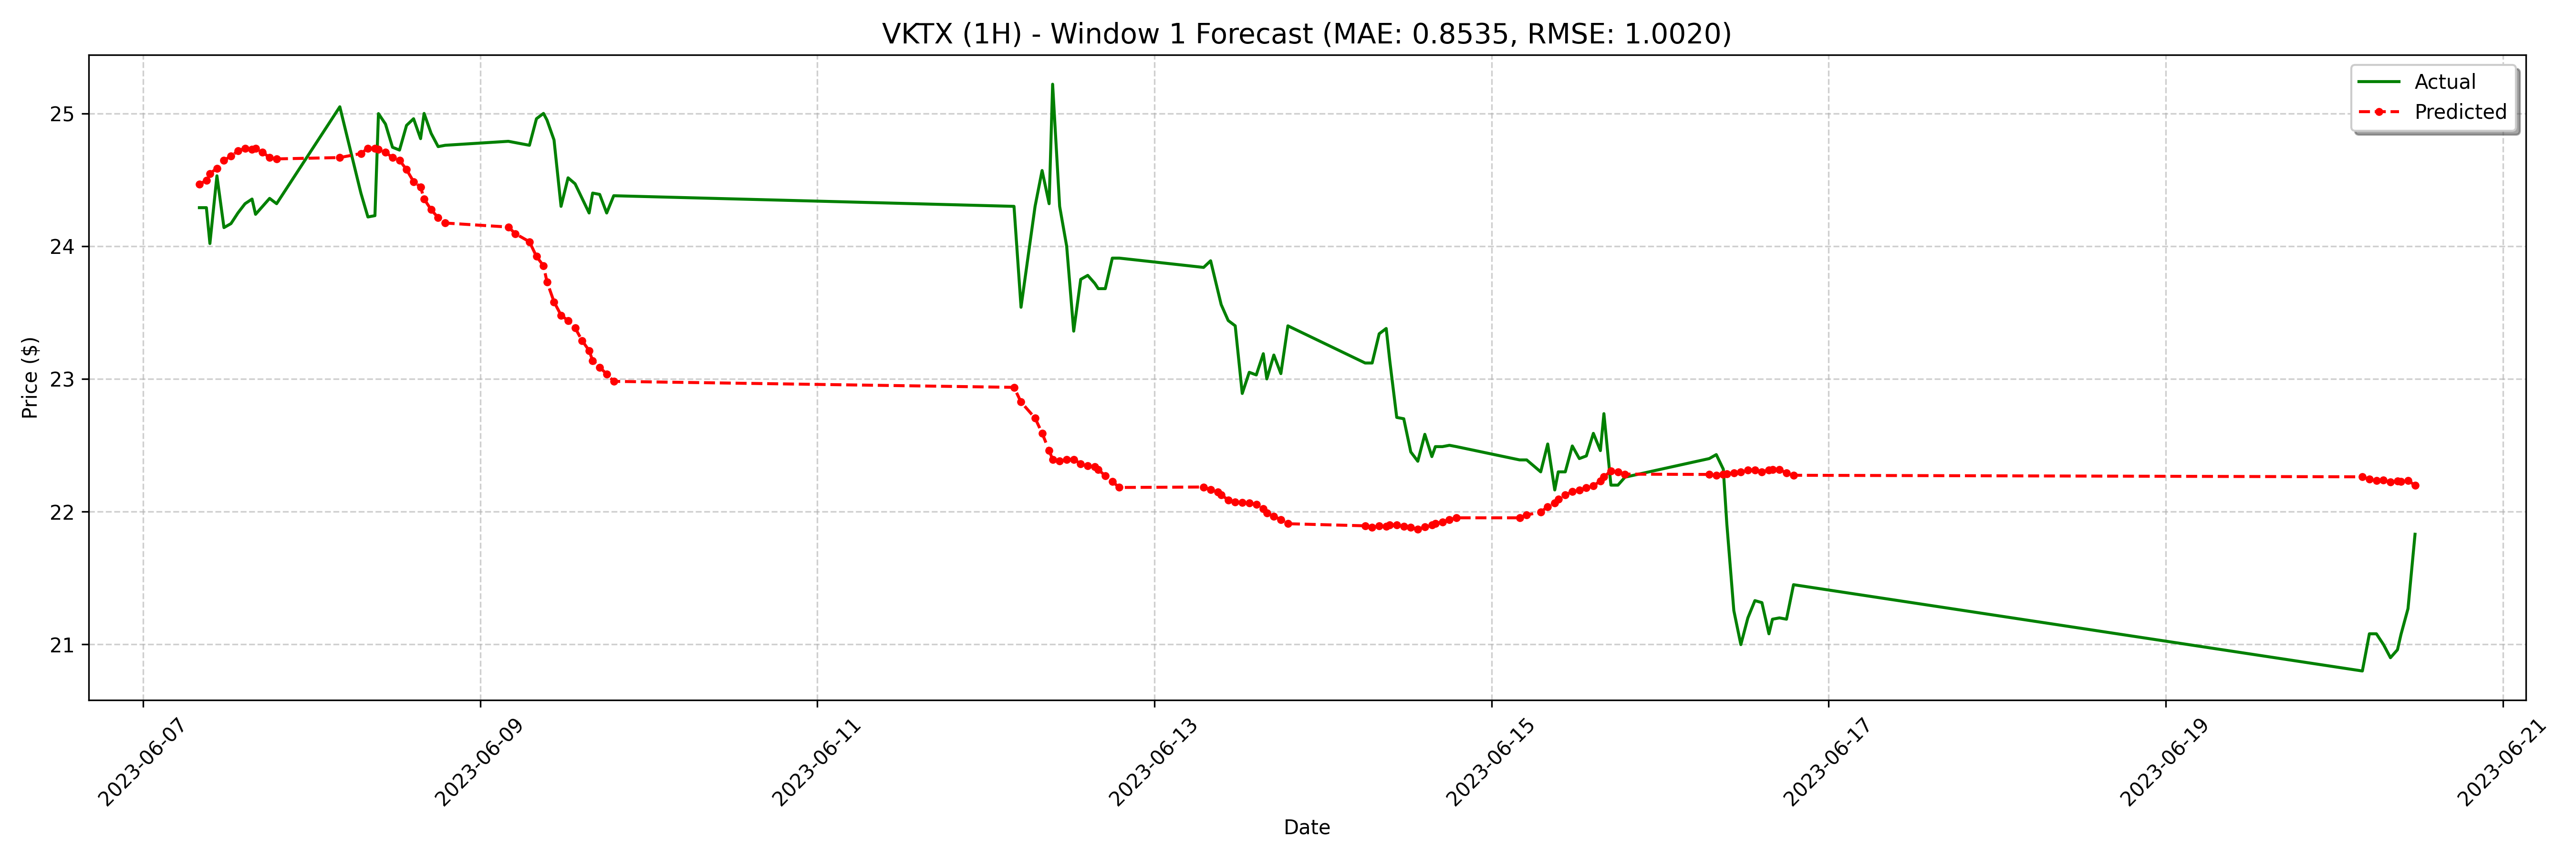 VKTX (1H) - Window 1 Forecast (MAE: 0.8535, RMSE: 1.0020)
Actual
Predicted
Price ($)
25
24
23
22
21
2023-06-07
2023-06-09
2023-06-11
2023-06-13
2023-06-15
2023-06-17
2023-06-19
2023-06-21
Date